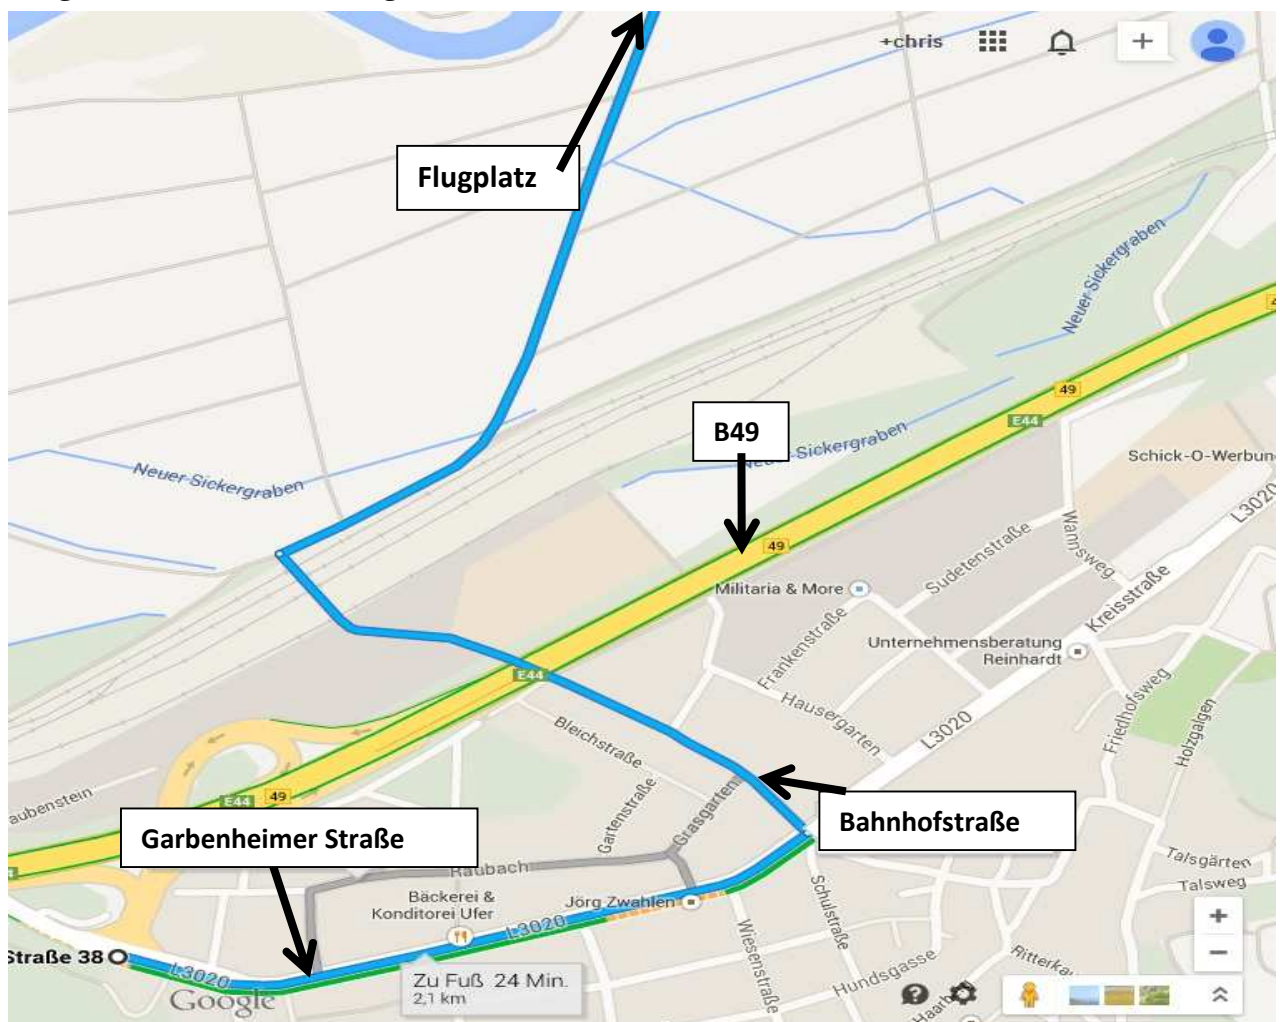 +chris
Flugplatz
Neuer Sickergraben
49
E44
B49
Neuer Sickergraben
Schick-O-Werbung
L3020
Neuer Sickergraben
49
Sudetenstraße
Wannsweg
Militaria & More
Kreisstraße
Frankenstraße
Unternehmensberatung
Reinhardt
E44
Hausergarten
L3020
Friedhofsweg
Holzgalgen
Bleichstraße
aubenstein
E44
49
Gartenstraße
Grasgarten
Bahnhofstraße
Garbenheimer Straße
Raubach
Talsgärten
Talsweg
Bäckerei &
Konditorei Ufer
Jörg Zwahlen
Schulstraße
L3020
Wiesenstraße
Straße 38
L3020
Zu Fuß 24 Min.
2,1 km
Hundsgasse
Ritterka
Haarb
Google